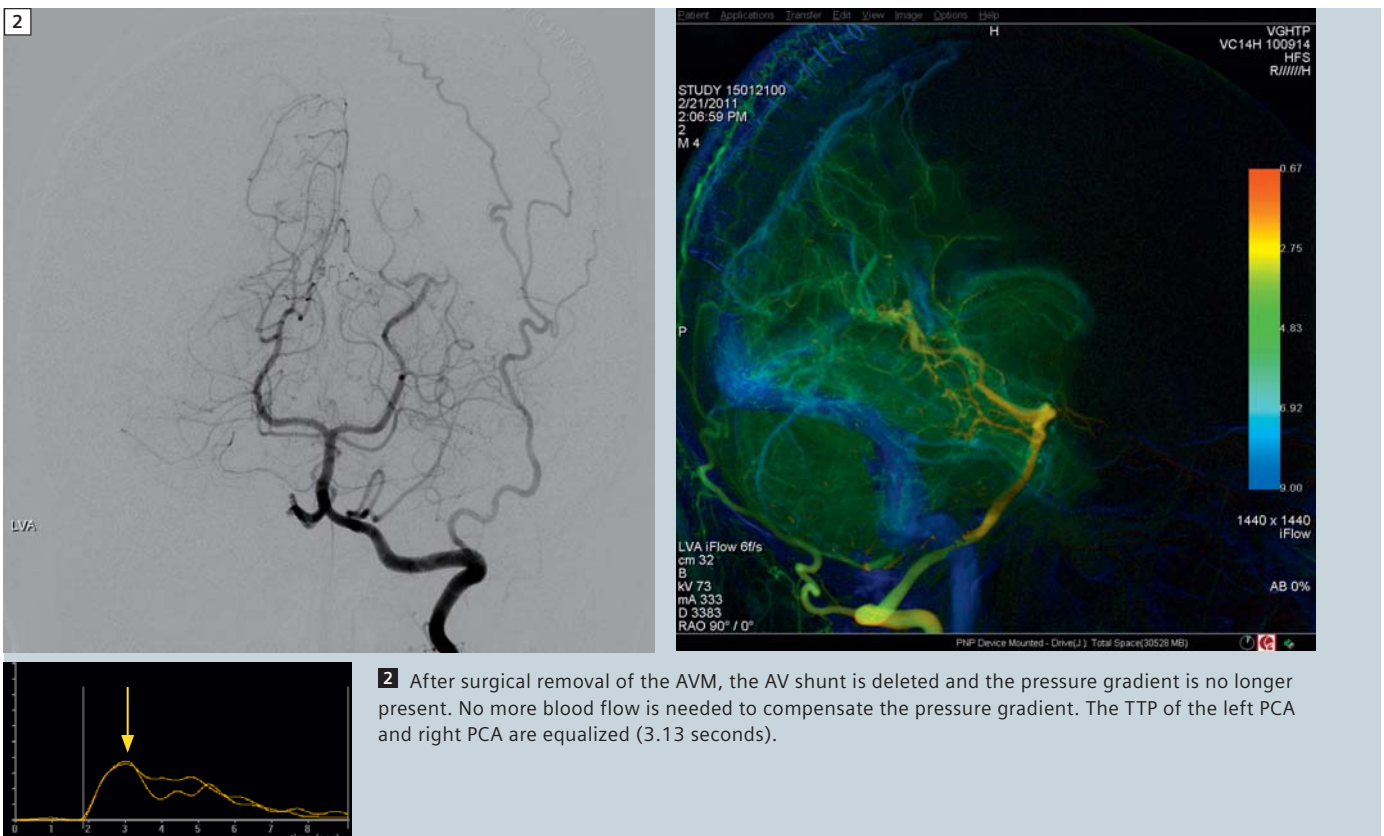 2
LVA
Patient Applications Transfer Edit View Image Options Help
H
VGHTP
VC14H 100914
HFS
R//////H
STUDY 15012100
2/21/2011
2:06:59 PM
2
M 4
P
0.67
2.75
4.83
6.92
9.00
1440 x 1440
iFlow
AB 0%
LVA iFlow 6f/s
cm 32
B
kV 73
mA 333
D 3383
RAO 90° / 0°
PNP Device Mounted - Drive(J:) Total Space(30528 MB)
0 1 2 3 4 5 6 7 8
2 After surgical removal of the AVM, the AV shunt is deleted and the pressure gradient is no longer
present. No more blood flow is needed to compensate the pressure gradient. The TTP of the left PCA
and right PCA are equalized (3.13 seconds).